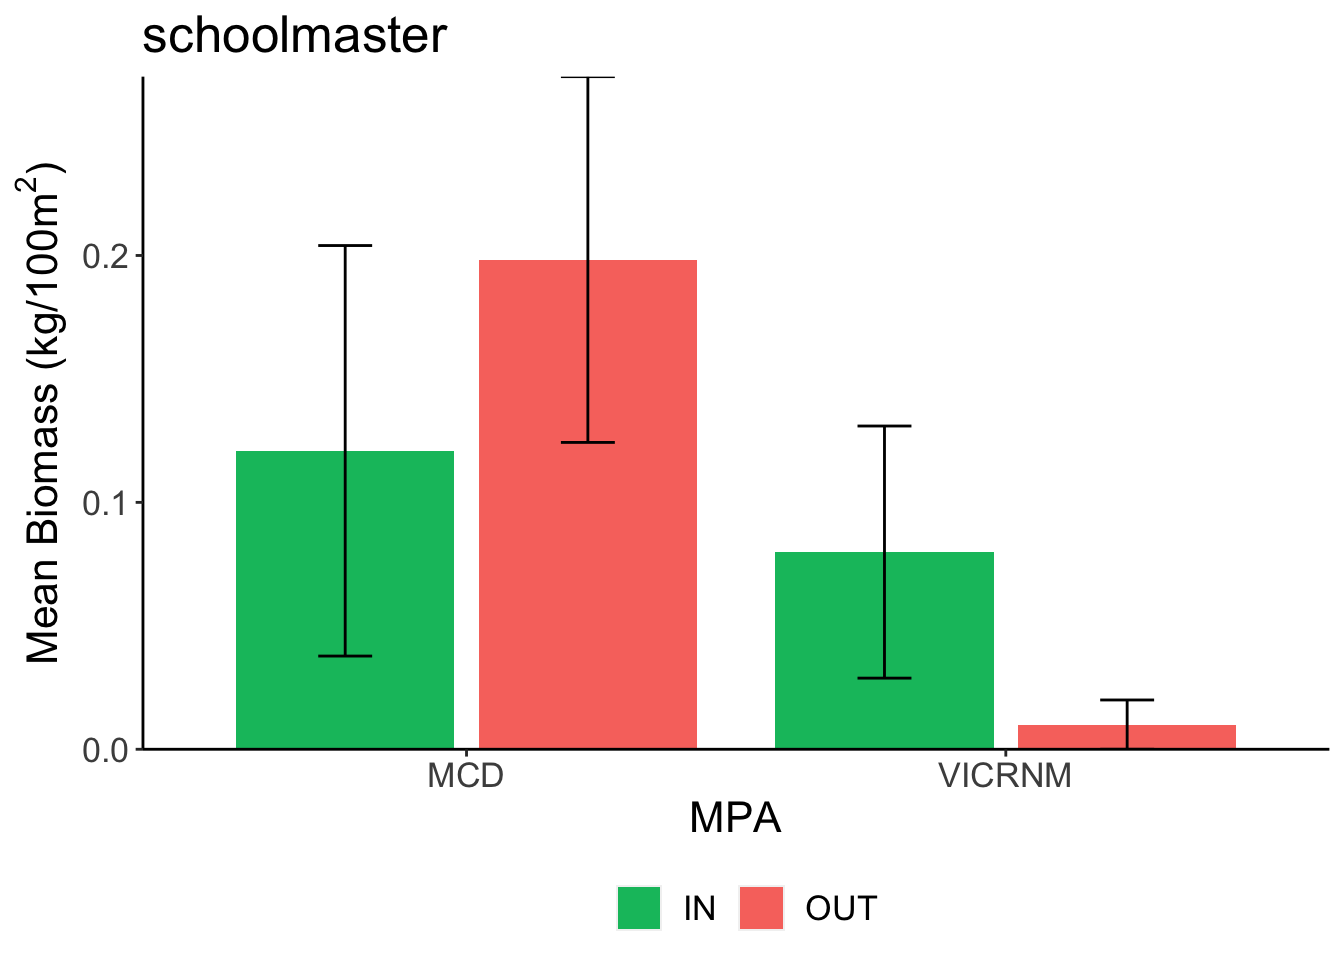 schoolmaster
Mean Biomass (kg/100m²)
0.2
0.1
0.0
MCD VICRNM
MPA
IN OUT